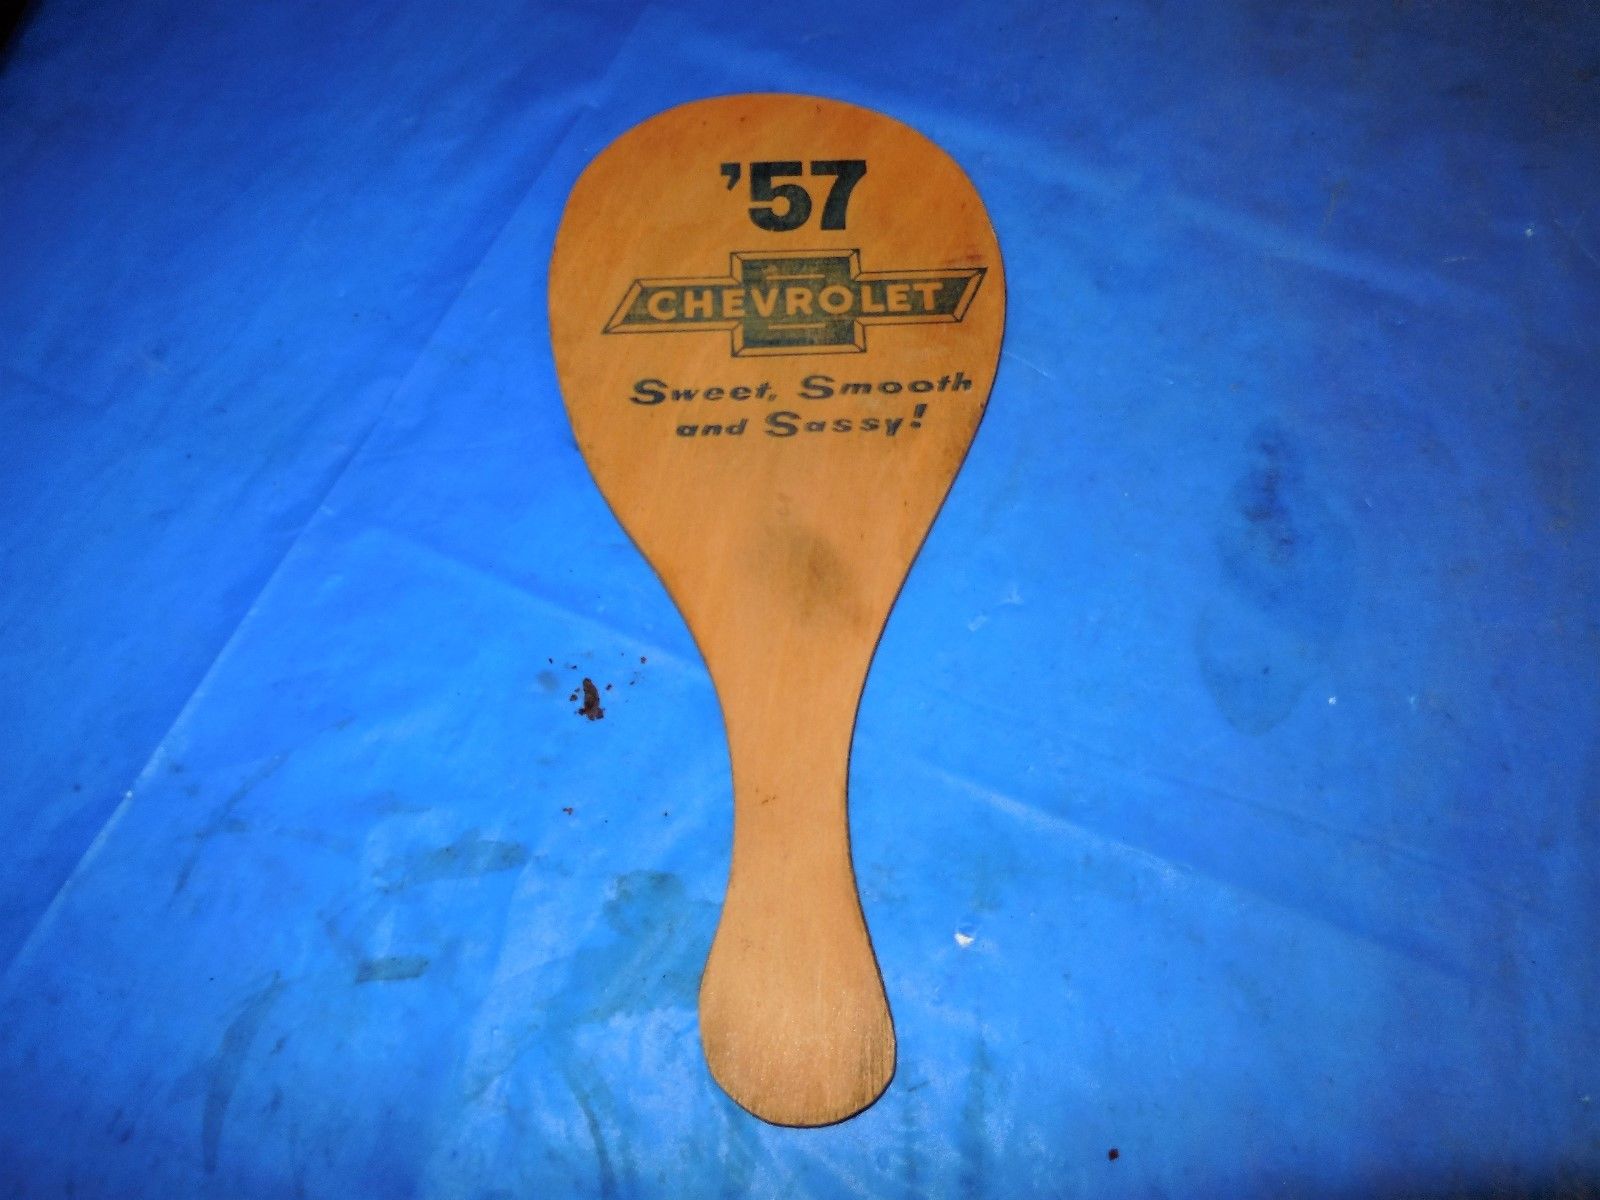 ’57
CHEVROLET
Sweet, Smooth
and Sassy!